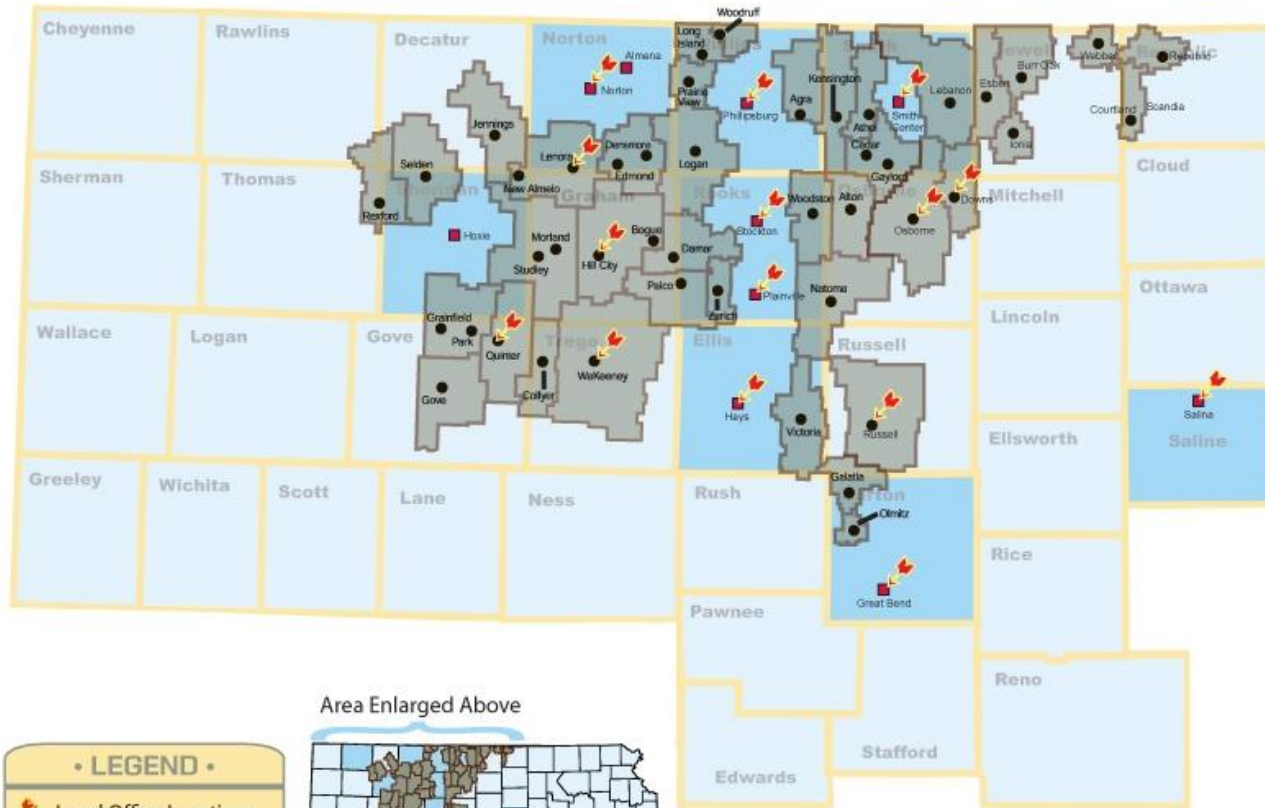 Woodruff
Cheyenne
Rawlins
Decatur
Norton
Long
Island
Almena
Norton
Prairie
View
Phillipsburg
Agra
Kensington
Athol
Smith
Center
Lebanon
Esbon
Jewell
Burr Oak
Ionia
Webber
Republic
Courtland
Scandia
Jennings
Selden
Rexford
Lenora
Densmore
Edmond
New Almelo
Logan
Cedar
Gaylord
Cloud
Sherman
Thomas
Sheridan
Graham
Rooks
Osborne
Mitchell
Hoxie
Morland
Studley
Hill City
Bogue
Damar
Stockton
Woodston
Alton
Osborne
Downs
Palco
Zurich
Plainville
Natoma
Ottawa
Lincoln
Wallace
Logan
Gove
Grainfield
Park
Quinter
Trego
Ellis
Russell
Gove
Collyer
WaKeeney
Hays
Victoria
Russell
Ellsworth
Salina
Saline
Greeley
Wichita
Scott
Lane
Ness
Rush
Galatia
Olmitz
Great Bend
Rice
Pawnee
Reno
Area Enlarged Above
Stafford
Edwards
• LEGEND •